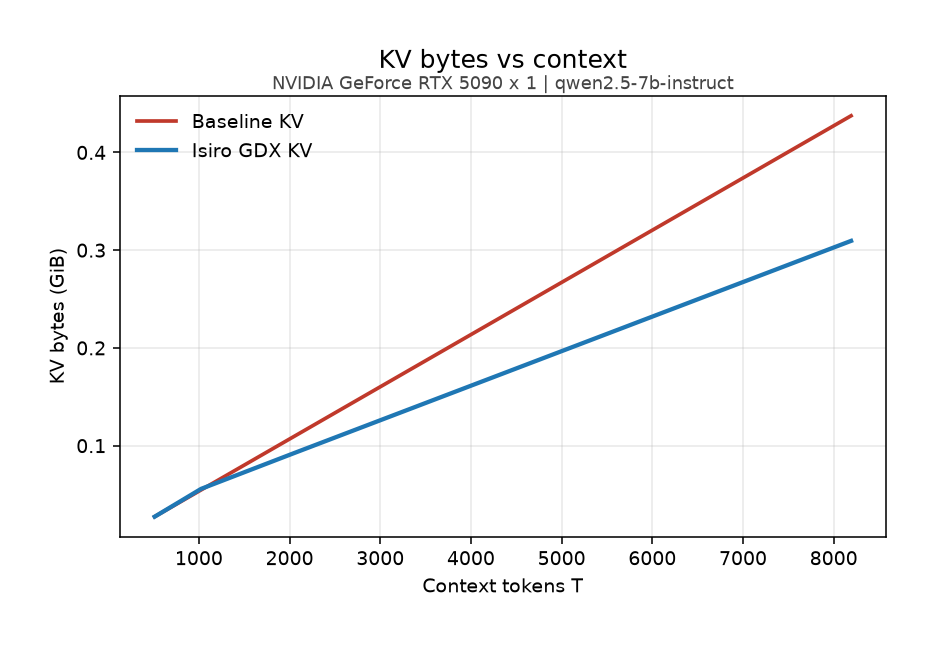 KV bytes vs context
NVIDIA GeForce RTX 5090 x 1 | qwen2.5-7b-instruct
Baseline KV
Isiro GDX KV
KV bytes (GiB)
0.4
0.3
0.2
0.1
1000 2000 3000 4000 5000 6000 7000 8000
Context tokens T